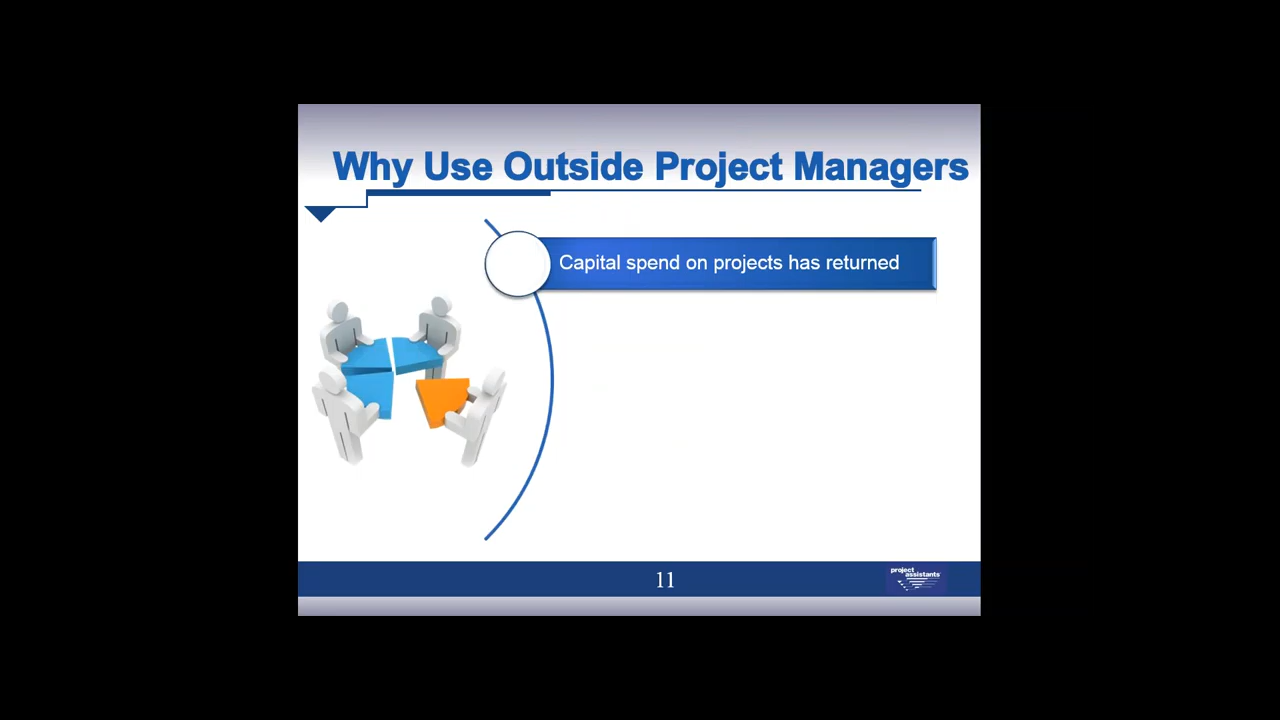 Why Use Outside Project Managers
Capital spend on projects has returned
11
project
assistants